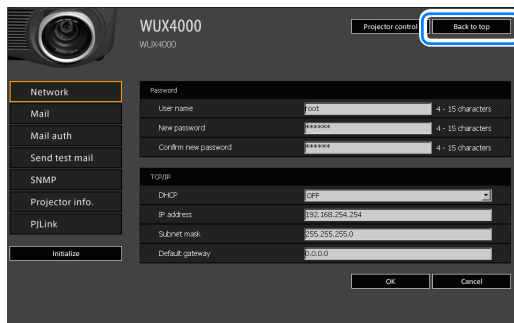 WUX4000
WUX4000
Projector control
Back to top
Network
Mail
Mail auth
Send test mail
SNMP
Projector info.
PJLink
Initialize
Password
User name root 4 - 15 characters
New password ****** 4 - 15 characters
Confirm new password ****** 4 - 15 characters
TCP/IP
DHCP OFF
IP address 192.168.254.254
Subnet mask 255.255.255.0
Default gateway 0.0.0.0
OK Cancel